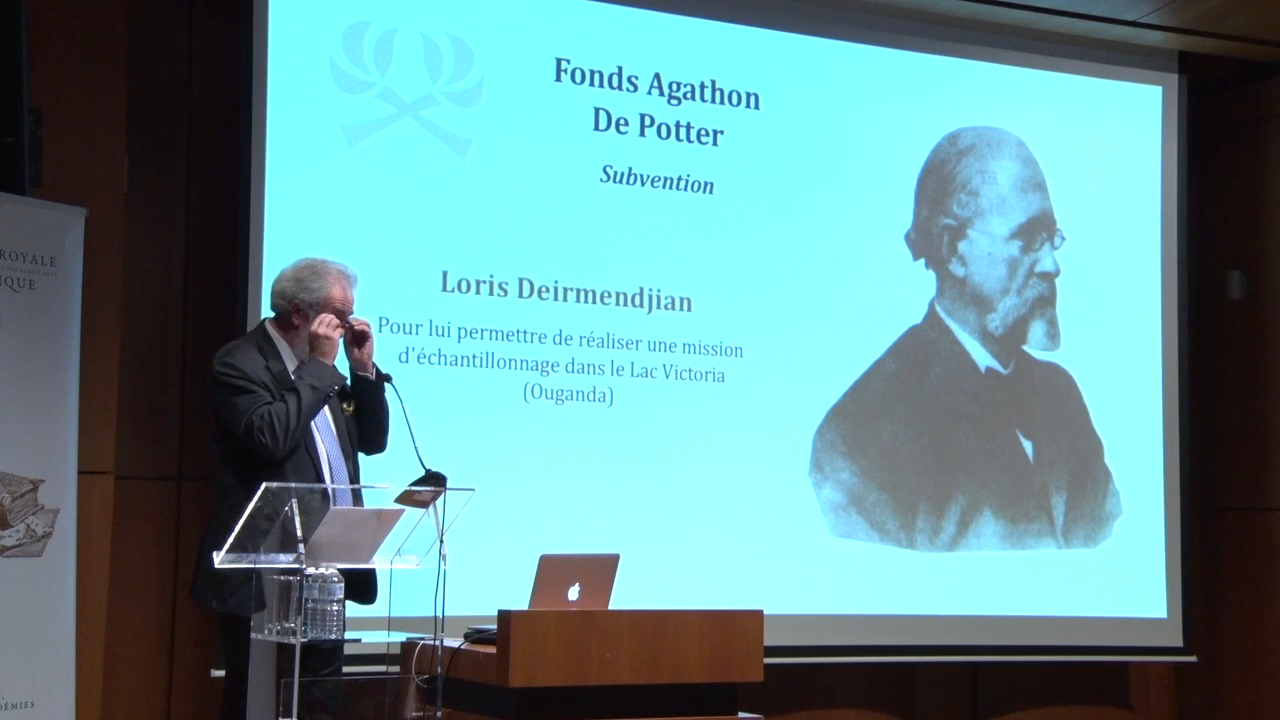 ROYALE
IQUE
DÉMIES
Fonds Agathon
De Potter
Subvention
Loris Deirmendjian
Pour lui permettre de réaliser une mission
d'échantillonnage dans le Lac Victoria
(Ouganda)